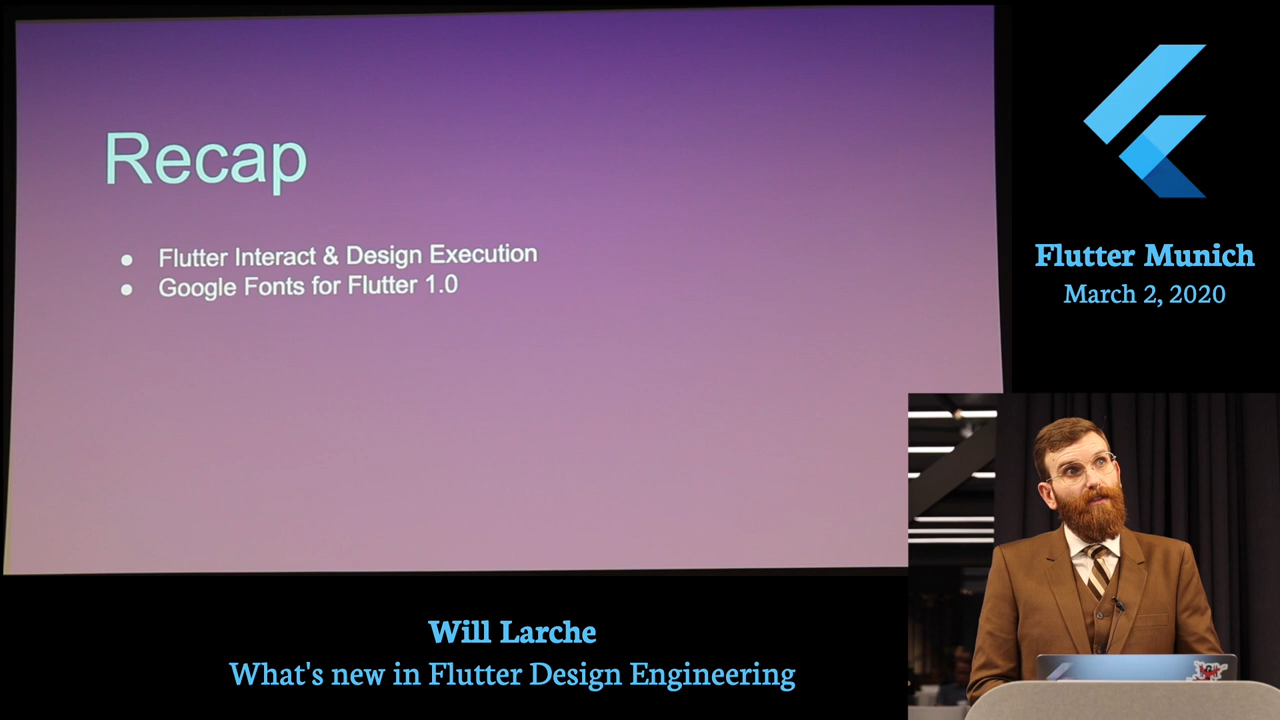 Recap
● Flutter Interact & Design Execution
● Google Fonts for Flutter 1.0
Flutter Munich
March 2, 2020
Will Larche
What's new in Flutter Design Engineering